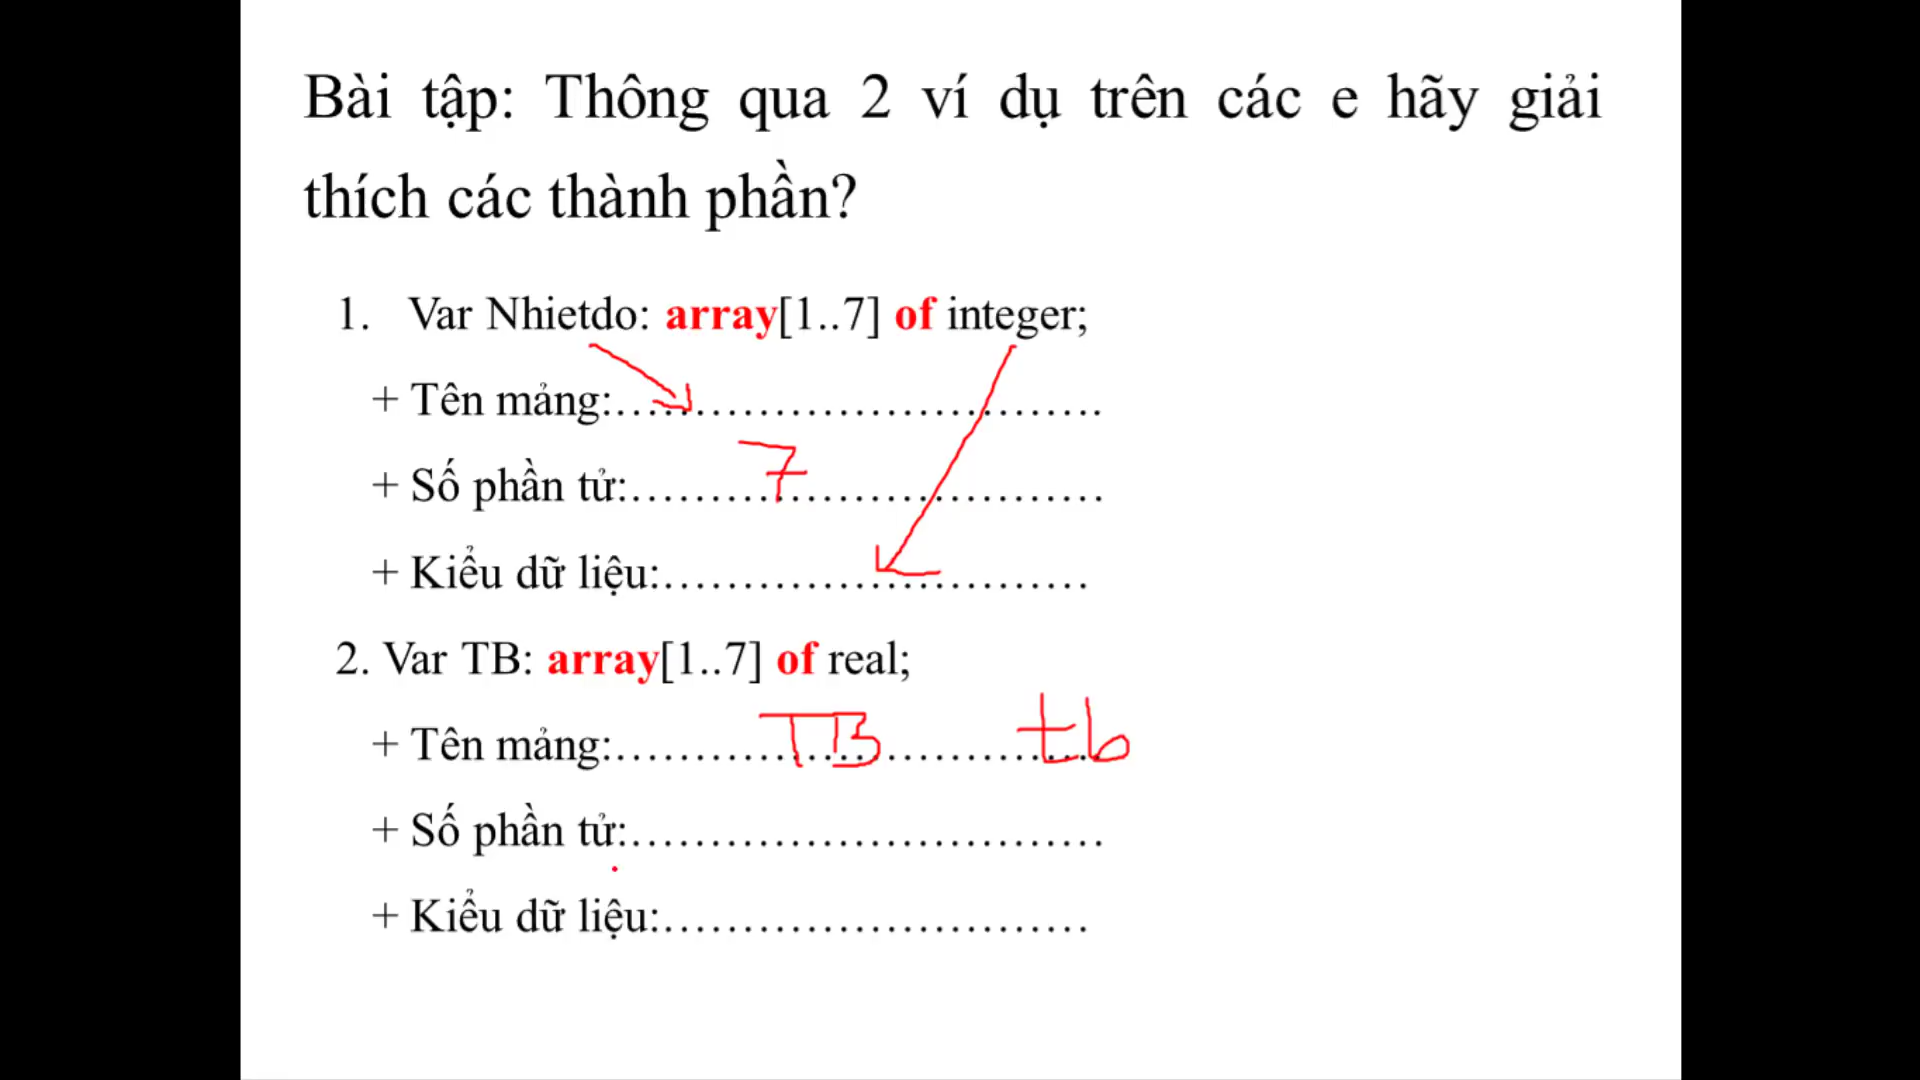 Bài tập: Thông qua 2 ví dụ trên các e hãy giải
thích các thành phần?
1. Var Nhietdo: array[1..7] of integer;
+ Tên mảng:……………………………
+ Số phần tử:………7…………………
+ Kiểu dữ liệu:………………………
2. Var TB: array[1..7] of real;
+ Tên mảng:………TB………tb
+ Số phần tử:…………………………
+ Kiểu dữ liệu:………………………